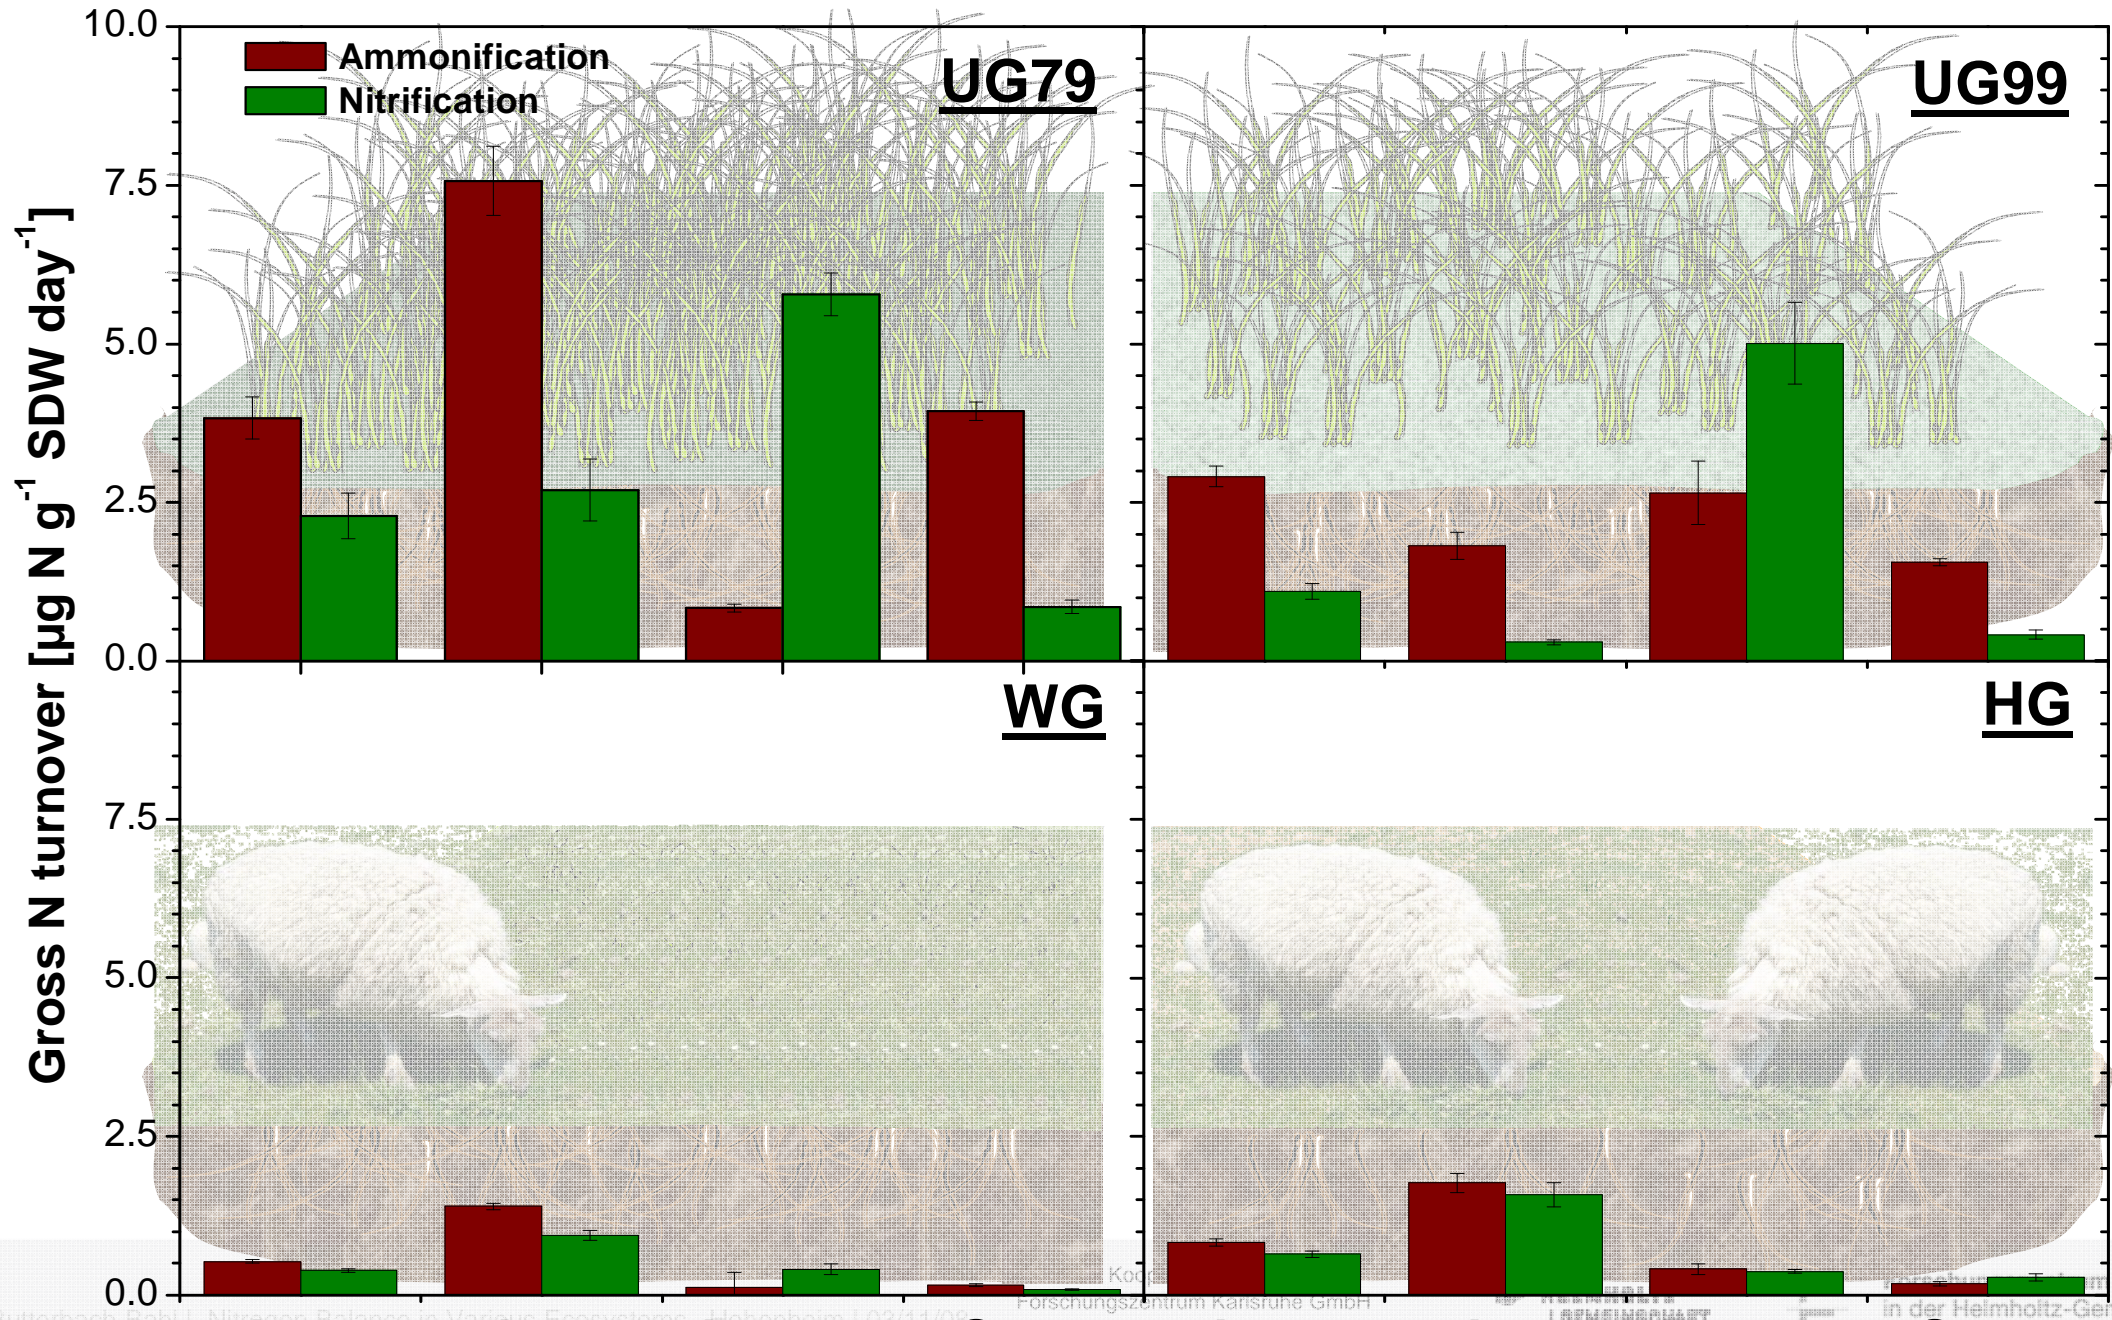 10.0
Ammonification
Nitrification
UG79
UG99
7.5
5.0
2.5
0.0
Gross N turnover [µg N g-1 SDW day-1]
WG
HG
7.5
5.0
2.5
0.0
Forschungszentrum Karlsruhe GmbH
in der Helmholtz-Ge